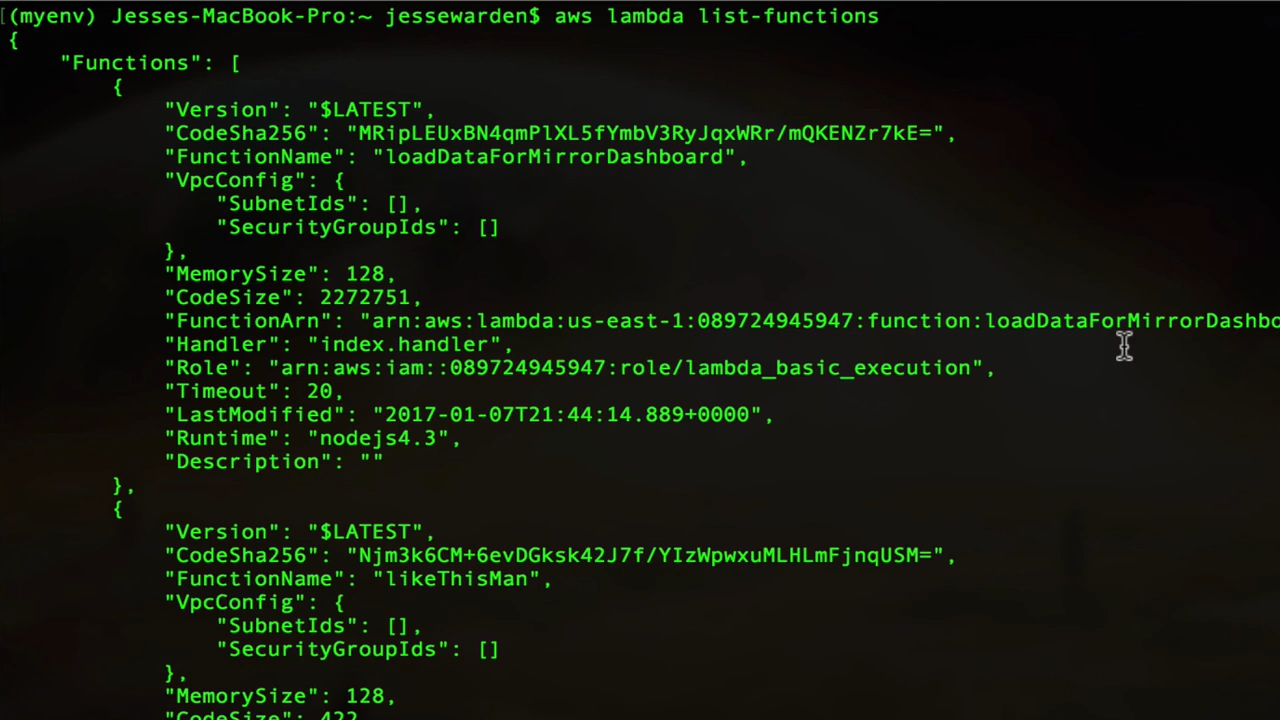 (myenv) Jesses-MacBook-Pro:~ jessewarden$ aws lambda list-functions
{
    "Functions": [
        {
            "Version": "$LATEST",
            "CodeSha256": "MRipLEUxBN4qmPlXL5fYmbV3RyJqxWRr/mQKENZr7kE=",
            "FunctionName": "loadDataForMirrorDashboard",
            "VpcConfig": {
                "SubnetIds": [],
                "SecurityGroupIds": []
            },
            "MemorySize": 128,
            "CodeSize": 2272751,
            "FunctionArn": "arn:aws:lambda:us-east-1:089724945947:function:loadDataForMirrorDashbo
            "Handler": "index.handler",
            "Role": "arn:aws:iam::089724945947:role/lambda_basic_execution",
            "Timeout": 20,
            "LastModified": "2017-01-07T21:44:14.889+0000",
            "Runtime": "nodejs4.3",
            "Description": ""
        },
        {
            "Version": "$LATEST",
            "CodeSha256": "Njm3k6CM+6evDGksk42J7f/YIzWpwxuMLHLmFjnqUSM=",
            "FunctionName": "likeThisMan",
            "VpcConfig": {
                "SubnetIds": [],
                "SecurityGroupIds": []
            },
            "MemorySize": 128,
            "CodeSize": 422